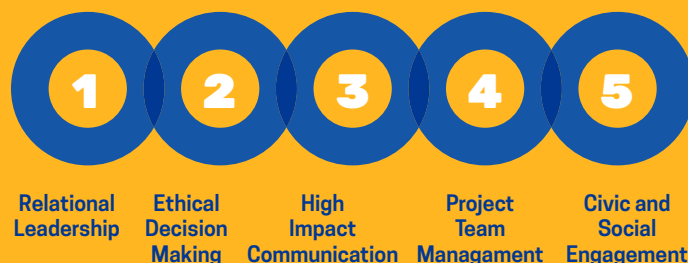 1 2 3 4 5
Relational Ethical High Project Civic and
Leadership Decision Impact Team Social
Making Communication Managament Engagement